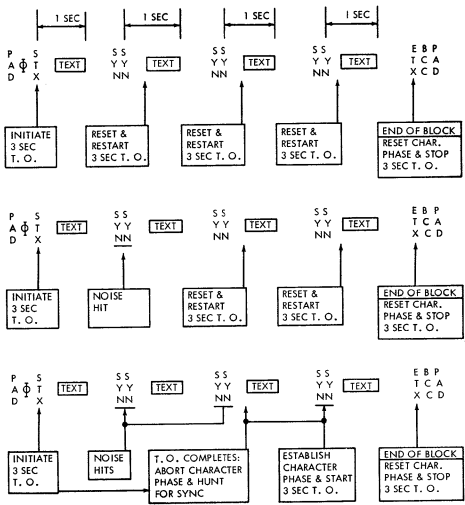 1 SEC 1 SEC 1 SEC 1 SEC
P S S S S S S S E B P
A Φ T TEXT Y Y TEXT Y Y TEXT Y Y TEXT T C A
D X N N N N N N X C D
INITIATE
3 SEC
T. O.
RESET &
RESTART
3 SEC T. O.
RESET &
RESTART
3 SEC T. O.
RESET &
RESTART
3 SEC T. O.
END OF BLOCK
RESET CHAR.
PHASE & STOP
3 SEC T. O.
P S S S S S S S E B P
A Φ T TEXT Y Y TEXT Y Y TEXT Y Y TEXT T C A
D X N N N N N N X C D
INITIATE
3 SEC
T. O.
NOISE
HIT
RESET &
RESTART
3 SEC T. O.
RESET &
RESTART
3 SEC T. O.
END OF BLOCK
RESET CHAR.
PHASE & STOP
3 SEC T. O.
P S S S S S S S E B P
A Φ T TEXT Y Y TEXT Y Y TEXT Y Y TEXT T C A
D X N N N N N N X C D
INITIATE
3 SEC
T. O.
NOISE
HITS
T. O. COMPLETES:
ABORT CHARACTER
PHASE & HUNT
FOR SYNC
ESTABLISH
CHARACTER
PHASE & START
3 SEC T. O.
END OF BLOCK
RESET CHAR.
PHASE & STOP
3 SEC T. O.